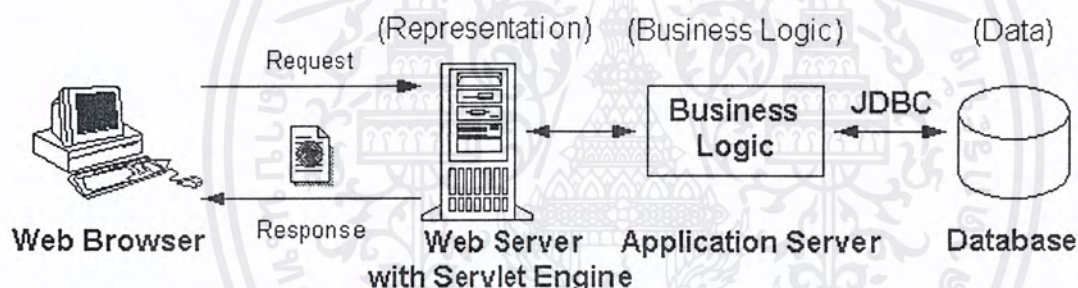 (Representation) (Business Logic) (Data)
Request
Business
Logic
JDBC
Response
Web Browser
Web Server
with Servlet Engine
Application Server
Database